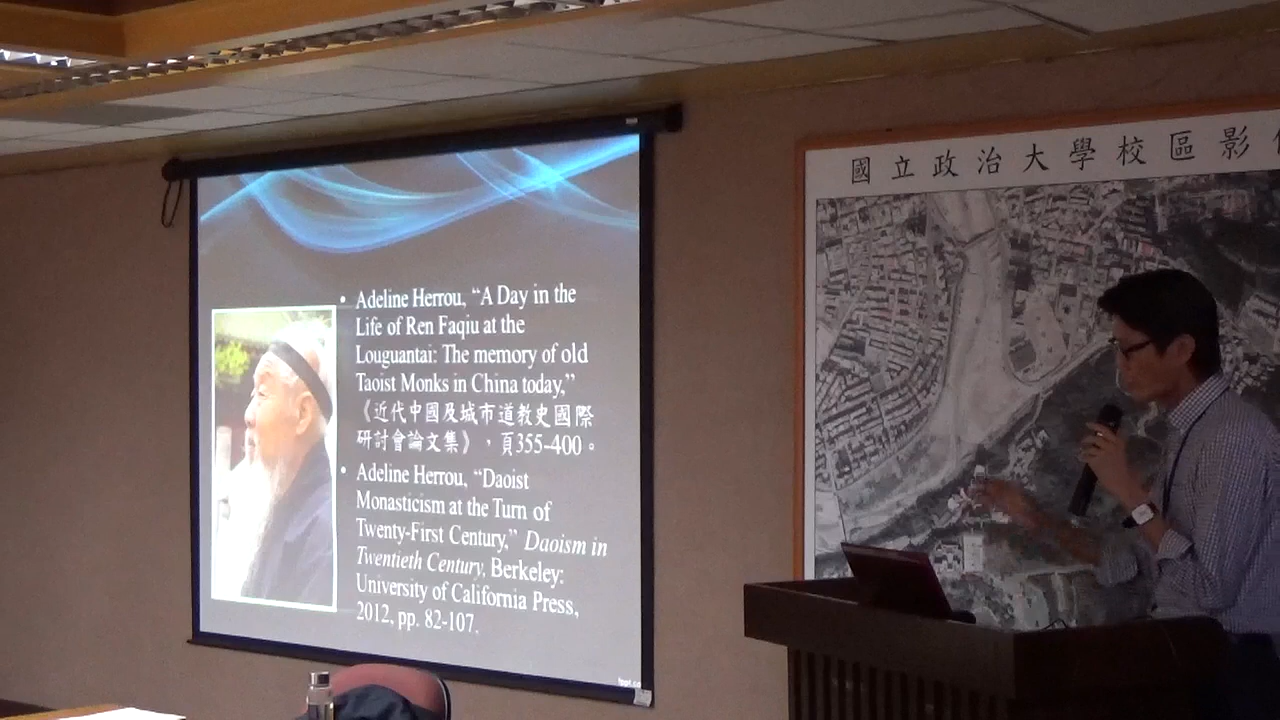 國立政治大學校區影
• Adeline Herrou, “A Day in the
Life of Ren Faqiu at the
Louguantai: The memory of old
Taoist Monks in China today,”
《近代中國及城市道教史國際
研討會論文集》，頁355-400。
• Adeline Herrou, “Daoist
Monasticism at the Turn of
Twenty-First Century,” Daoism in
Twentieth Century, Berkeley:
University of California Press,
2012, pp. 82-107.